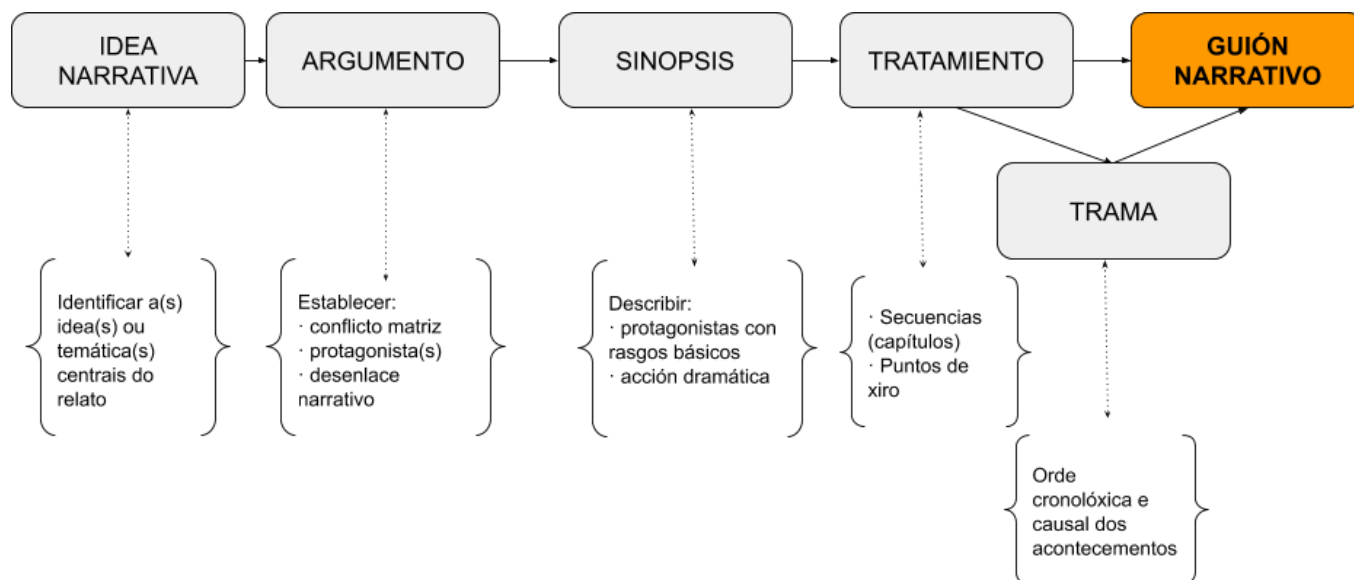 IDEA
NARRATIVA
ARGUMENTO
SINOPSIS
TRATAMIENTO
GUIÓN
NARRATIVO
TRAMA
Identificar a(s)
idea(s) ou
temática(s)
centrais do
relato
Establecer:
· conflicto matriz
· protagonista(s)
· desenlace
narrativo
Describir:
· protagonistas con
rasgos básicos
· acción dramática
· Secuencias
(capítulos)
· Puntos de
xiro
Orde
cronolóxica e
causal dos
acontecementos